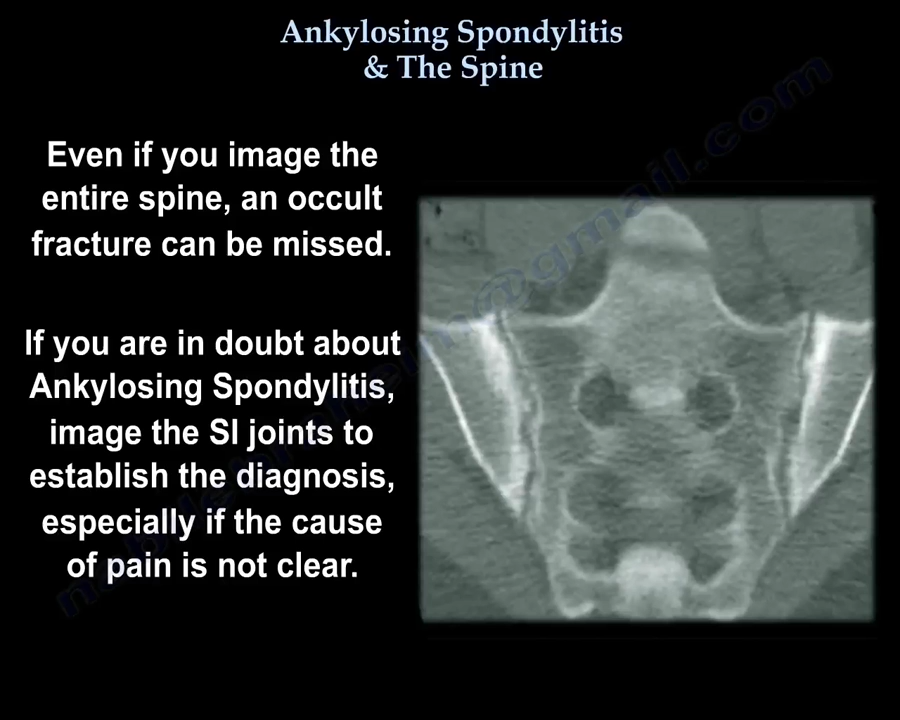 Ankylosing Spondylitis
& The Spine
Even if you image the
entire spine, an occult
fracture can be missed.
If you are in doubt about
Ankylosing Spondylitis,
image the SI joints to
establish the diagnosis,
especially if the cause
of pain is not clear.